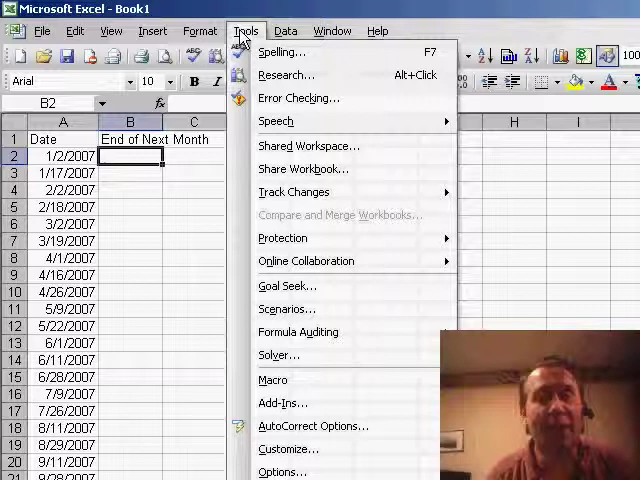 Microsoft Excel - Book1
File Edit View Insert Format Tools Data Window Help
Arial 10 B I
B2 fx
A B C H I
1 Date End of Next Month
2 1/2/2007
3 1/17/2007
4 2/2/2007
5 2/18/2007
6 3/2/2007
7 3/19/2007
8 4/1/2007
9 4/16/2007
10 4/26/2007
11 5/9/2007
12 5/22/2007
13 6/1/2007
14 6/11/2007
15 6/28/2007
16 7/9/2007
17 7/26/2007
18 8/11/2007
19 8/29/2007
20 9/11/2007
21 9/28/2007
Spelling... F7
Research... Alt+Click
Error Checking...
Speech
Shared Workspace...
Share Workbook...
Track Changes
Compare and Merge Workbooks...
Protection
Online Collaboration
Goal Seek...
Scenarios...
Formula Auditing
Solver...
Macro
Add-Ins...
AutoCorrect Options...
Customize...
Options...